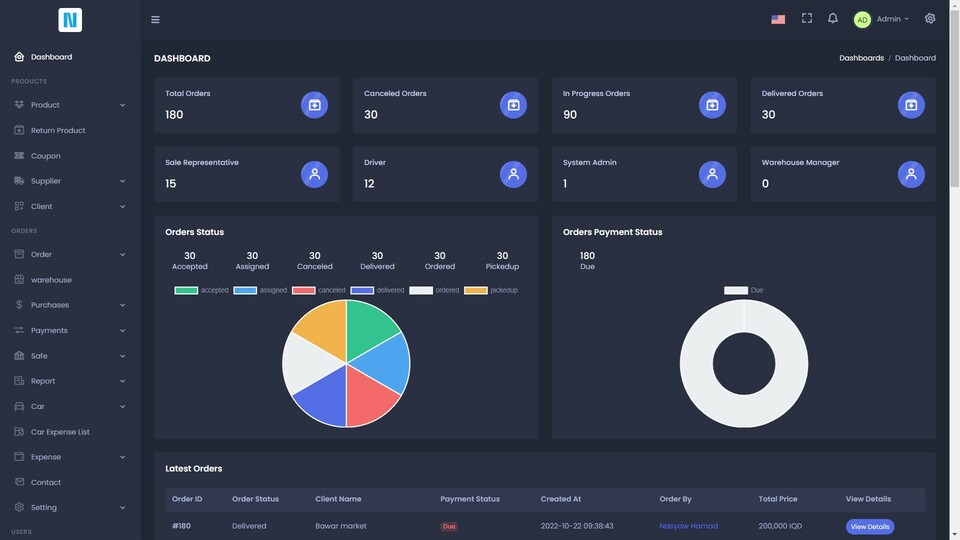 N
AD Admin
Dashboard
DASHBOARD
Dashboards / Dashboard
PRODUCTS
Product
Return Product
Coupon
Supplier
Client
ORDERS
Order
warehouse
Purchases
Payments
Safe
Report
Car
Car Expense List
Expense
Contact
Setting
USERS
Total Orders
180
Canceled Orders
30
In Progress Orders
90
Delivered Orders
30
Sale Representative
15
Driver
12
System Admin
1
Warehouse Manager
0
Orders Status
30 30 30 30 30 30
Accepted Assigned Canceled Delivered Ordered Pickedup
accepted assigned canceled delivered ordered pickedup
Orders Payment Status
180
Due
Due
Latest Orders
Order ID Order Status Client Name Payment Status Created At Order By Total Price View Details
#180 Delivered Bawar market Due 2022-10-22 09:38:43 Nasyaw Hamad 200,000 IQD View Details